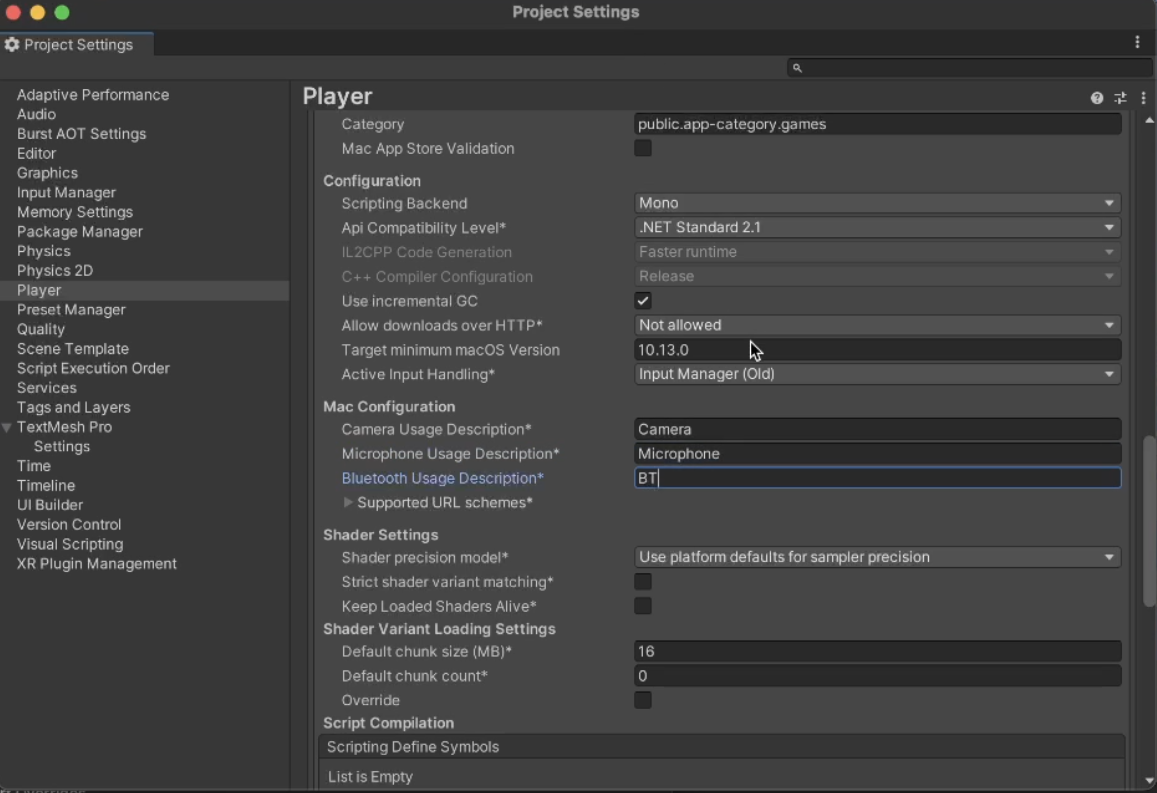 Project Settings
Project Settings
Adaptive Performance
Audio
Burst AOT Settings
Editor
Graphics
Input Manager
Memory Settings
Package Manager
Physics
Physics 2D
Player
Preset Manager
Quality
Scene Template
Script Execution Order
Services
Tags and Layers
TextMesh Pro
Settings
Time
Timeline
UI Builder
Version Control
Visual Scripting
XR Plugin Management
Player
Category public.app-category.games
Mac App Store Validation
Configuration
Scripting Backend Mono
Api Compatibility Level* .NET Standard 2.1
IL2CPP Code Generation Faster runtime
C++ Compiler Configuration Release
Use incremental GC
Allow downloads over HTTP* Not allowed
Target minimum macOS Version 10.13.0
Active Input Handling* Input Manager (Old)
Mac Configuration
Camera Usage Description* Camera
Microphone Usage Description* Microphone
Bluetooth Usage Description* BT
Supported URL schemes*
Shader Settings
Shader precision model* Use platform defaults for sampler precision
Strict shader variant matching*
Keep Loaded Shaders Alive*
Shader Variant Loading Settings
Default chunk size (MB)* 16
Default chunk count* 0
Override
Script Compilation
Scripting Define Symbols
List is Empty